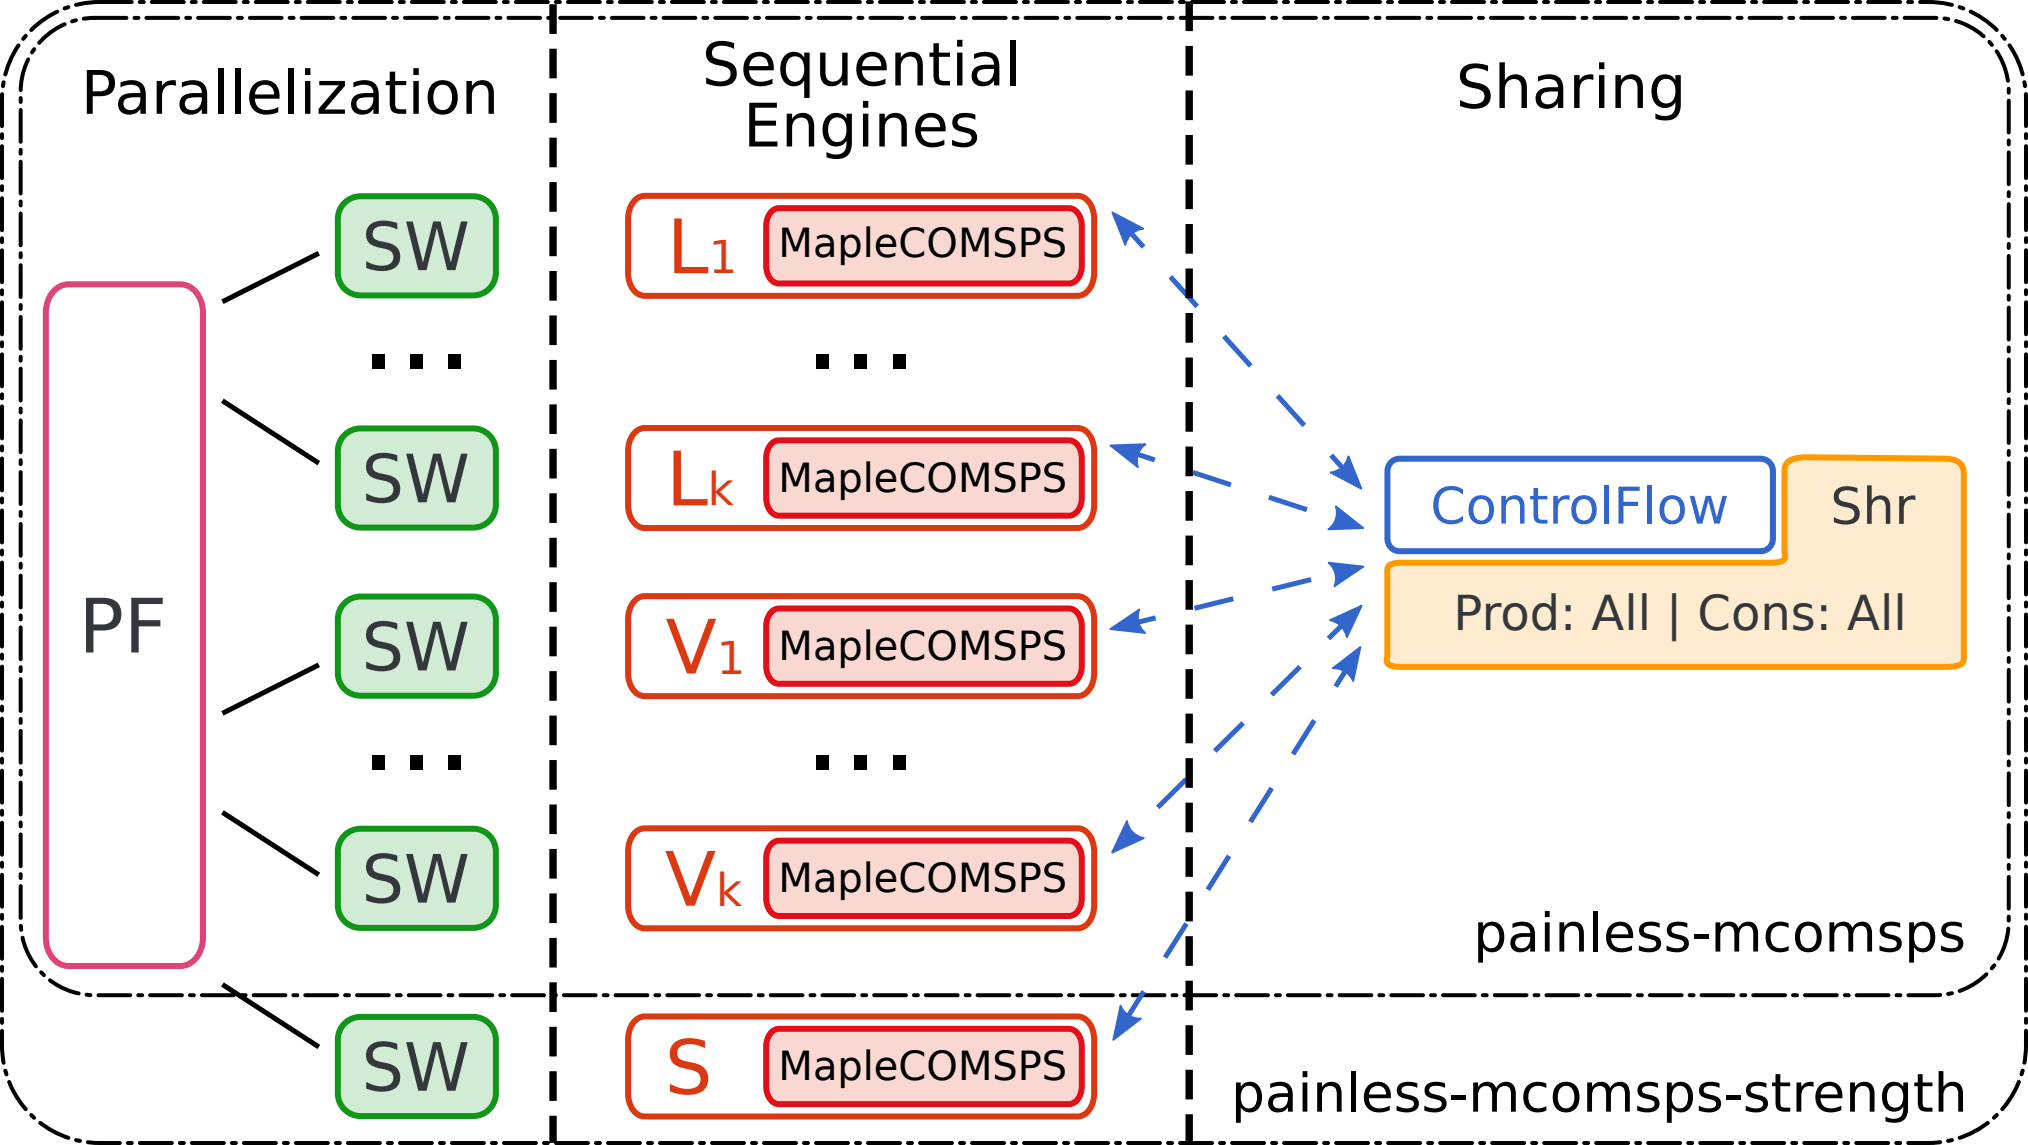 Parallelization
Sequential
Engines
Sharing
SW
L1
MapleCOMSPS
...
...
SW
Lk
MapleCOMSPS
ControlFlow
Shr
PF
SW
V1
MapleCOMSPS
Prod: All | Cons: All
...
...
SW
Vk
MapleCOMSPS
painless-mcomsps
SW
S
MapleCOMSPS
painless-mcomsps-strength